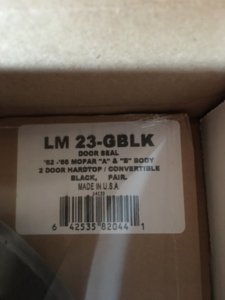 LM 23-GBLK
DOOR SEAL
'62 -'66 MOPAR "A" & "B" BODY
2 DOOR HARDTOP / CONVERTIBLE
BLACK, PAIR.
MADE IN U.S.A.
6 42535 82044 1